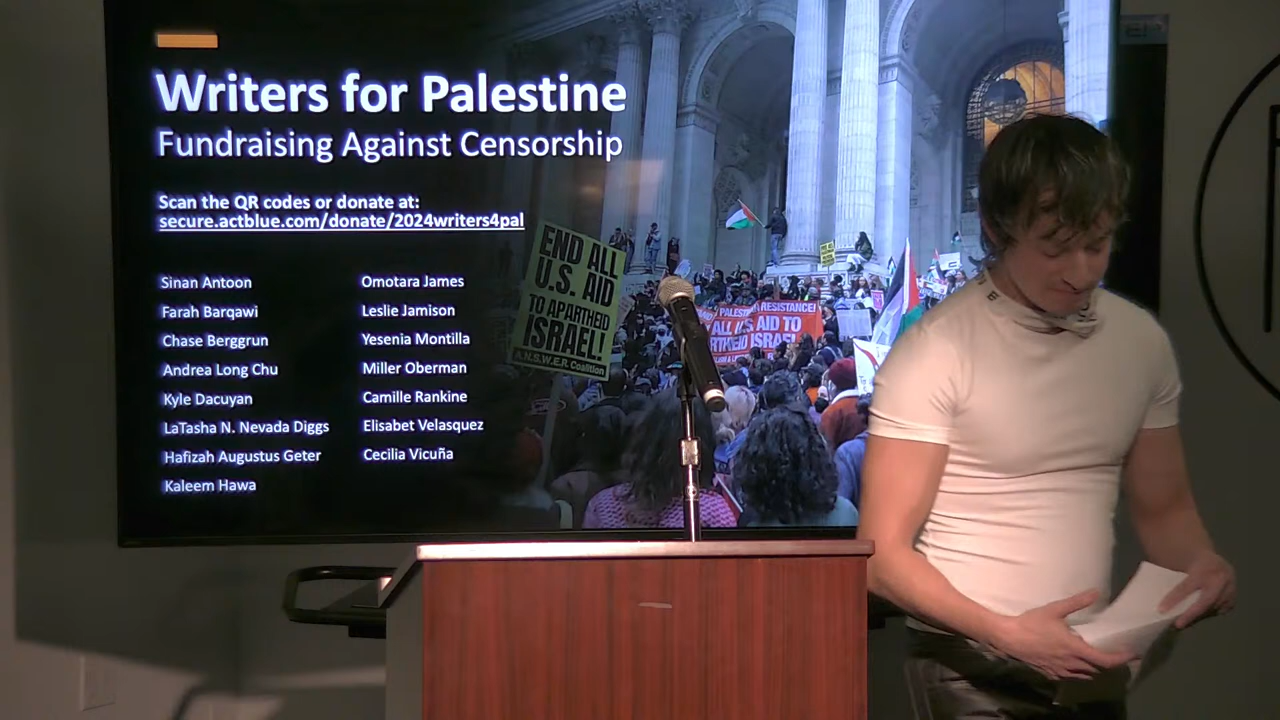 Writers for Palestine
Fundraising Against Censorship
Scan the QR codes or donate at:
secure.actblue.com/donate/2024writers4pal
Sinan Antoon
Farah Barqawi
Chase Berggrun
Andrea Long Chu
Kyle Dacuyan
LaTasha N. Nevada Diggs
Hafizah Augustus Geter
Kaleem Hawa
Omotara James
Leslie Jamison
Yesenia Montilla
Miller Oberman
Camille Rankine
Elisabet Velasquez
Cecilia Vicuña
END ALL
U.S. AID
TO APARTHEID
ISRAEL!
A.N.S.W.E.R. Coalition
RESISTANCE!
ALL U.S AID TO